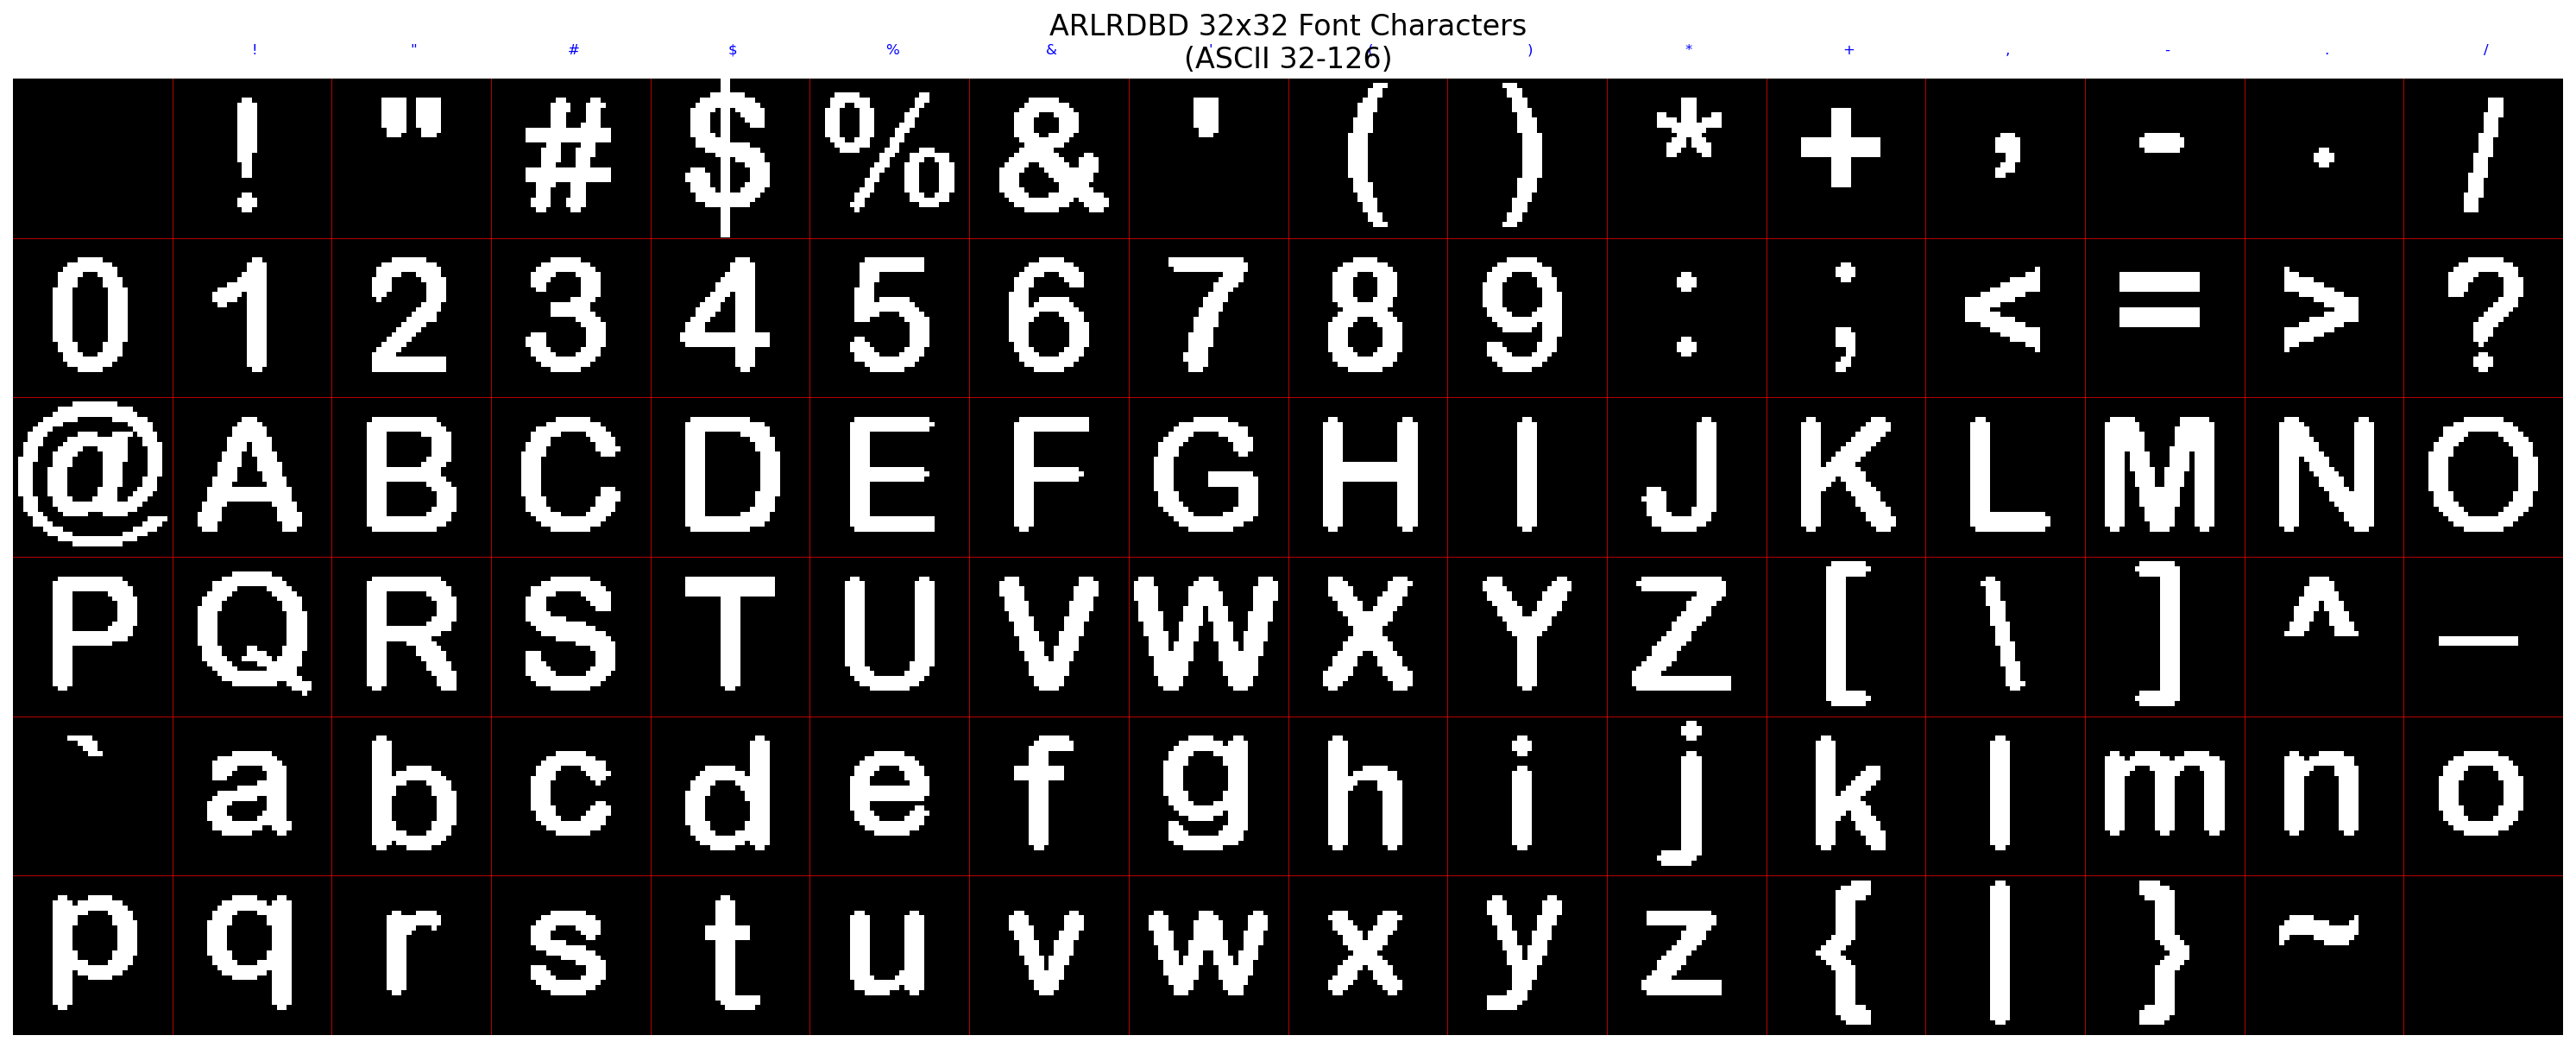 ARLRDBD 32x32 Font Characters
(ASCII 32-126)
! " # $ % & ' ( ) * + , - . /
! " # $ % & ' ( ) * + , - . /
0 1 2 3 4 5 6 7 8 9 : ; < = > ?
@ A B C D E F G H I J K L M N O
P Q R S T U V W X Y Z [ \ ] ^ _
` a b c d e f g h i j k l m n o
p q r s t u v w x y z { | } ~